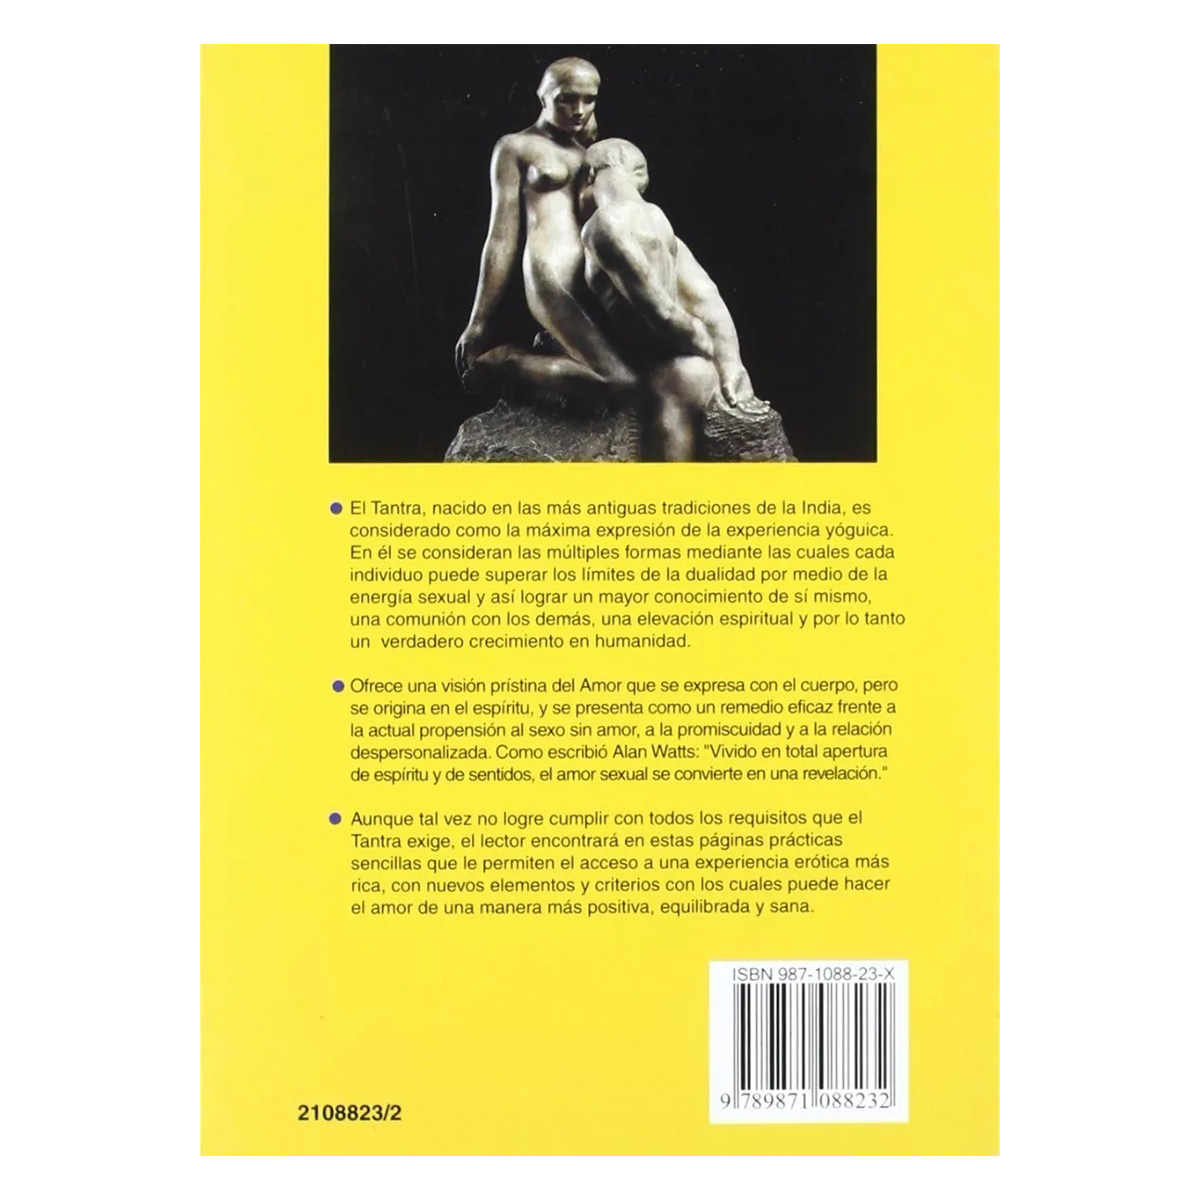 El Tantra, nacido en las más antiguas tradiciones de la India, es
considerado como la máxima expresión de la experiencia yóguica.
En él se consideran las múltiples formas mediante las cuales cada
individuo puede superar los límites de la dualidad por medio de la
energía sexual y así lograr un mayor conocimiento de sí mismo,
una comunión con los demás, una elevación espiritual y por lo tanto
un verdadero crecimiento en humanidad.
Ofrece una visión prístina del Amor que se expresa con el cuerpo, pero
se origina en el espíritu, y se presenta como un remedio eficaz frente a
la actual propensión al sexo sin amor, a la promiscuidad y a la relación
despersonalizada. Como escribió Alan Watts: "Vivido en total apertura
de espíritu y de sentidos, el amor sexual se convierte en una revelación."
Aunque tal vez no logre cumplir con todos los requisitos que el
Tantra exige, el lector encontrará en estas páginas prácticas
sencillas que le permiten el acceso a una experiencia erótica más
rica, con nuevos elementos y criterios con los cuales puede hacer
el amor de una manera más positiva, equilibrada y sana.
ISBN 987-1088-23-X
9 789871 088232
2108823/2